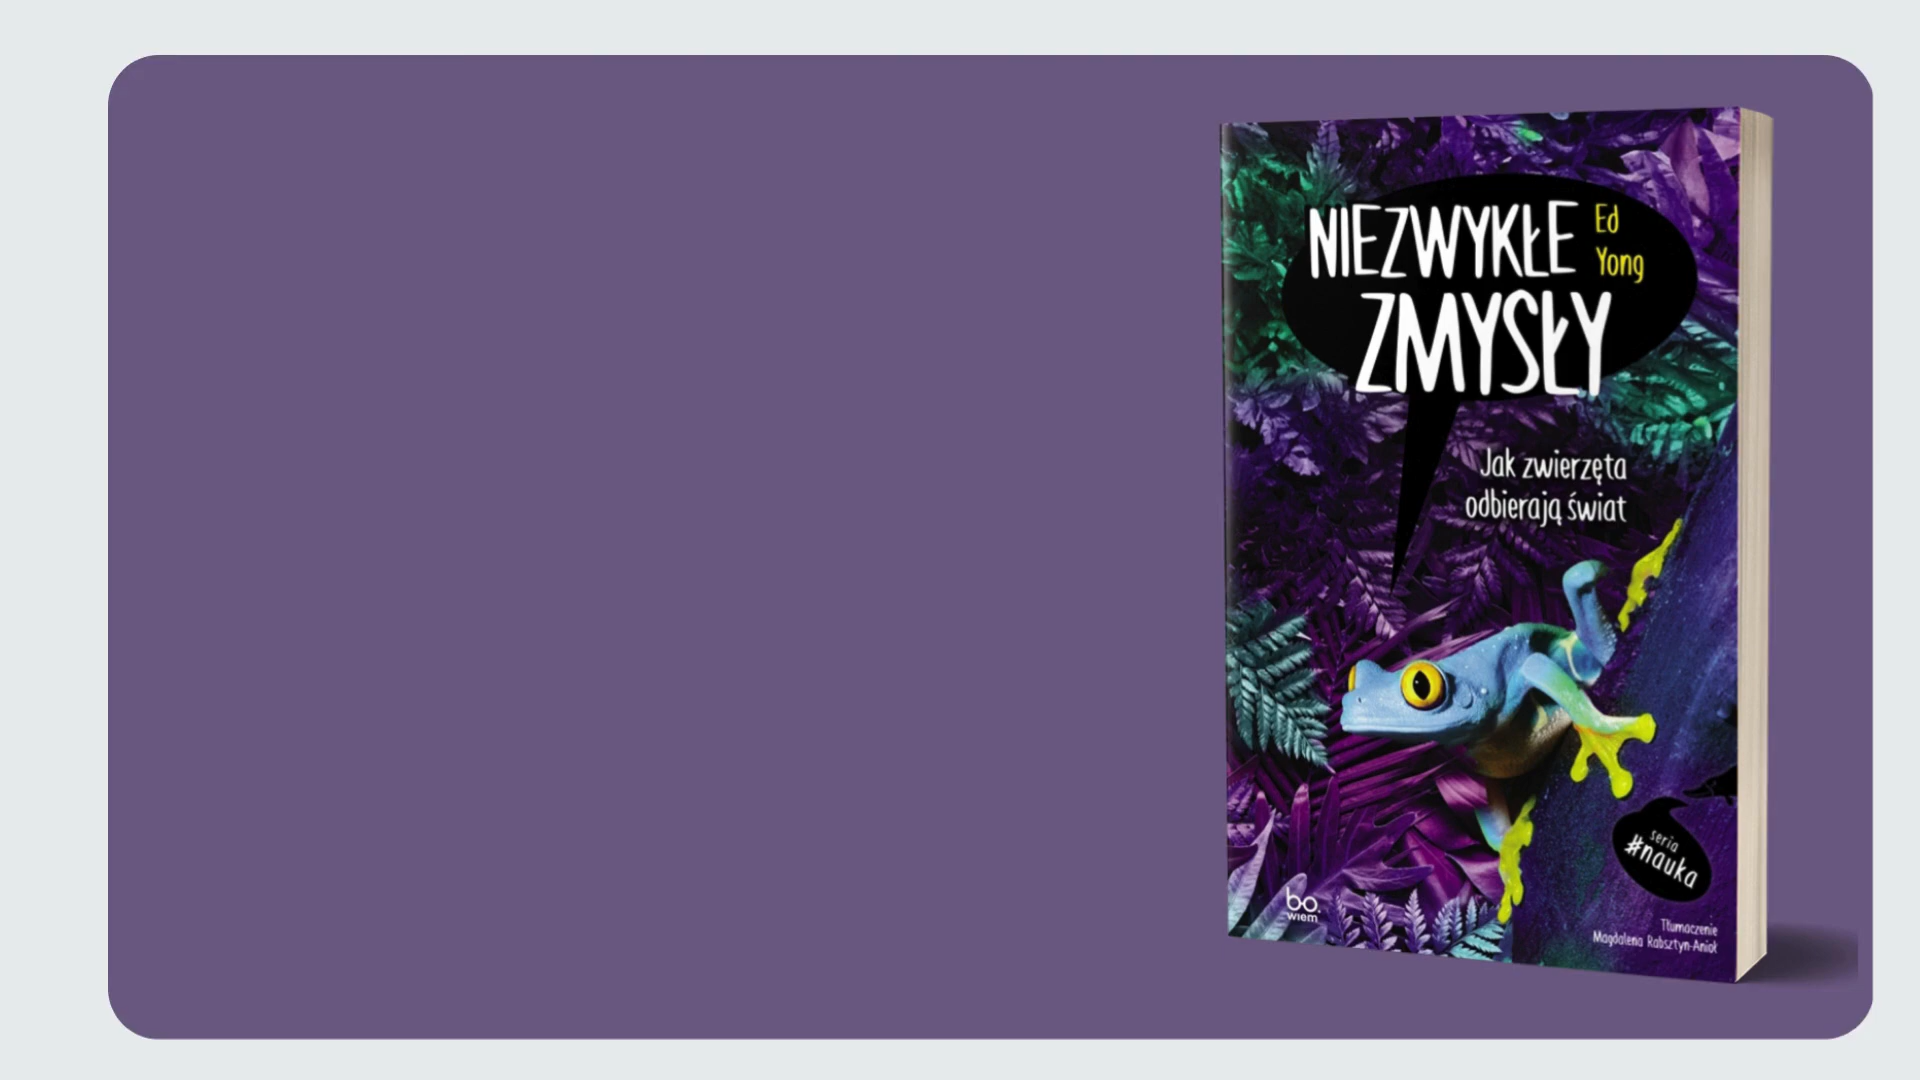 NIEZWYKŁE
Ed
Yong
ZMYSŁY
Jak zwierzęta
odbierają świat
seria
#nauka
bo.
wiem
Tłumaczenie
Magdalena Rabsztyn-Anioł